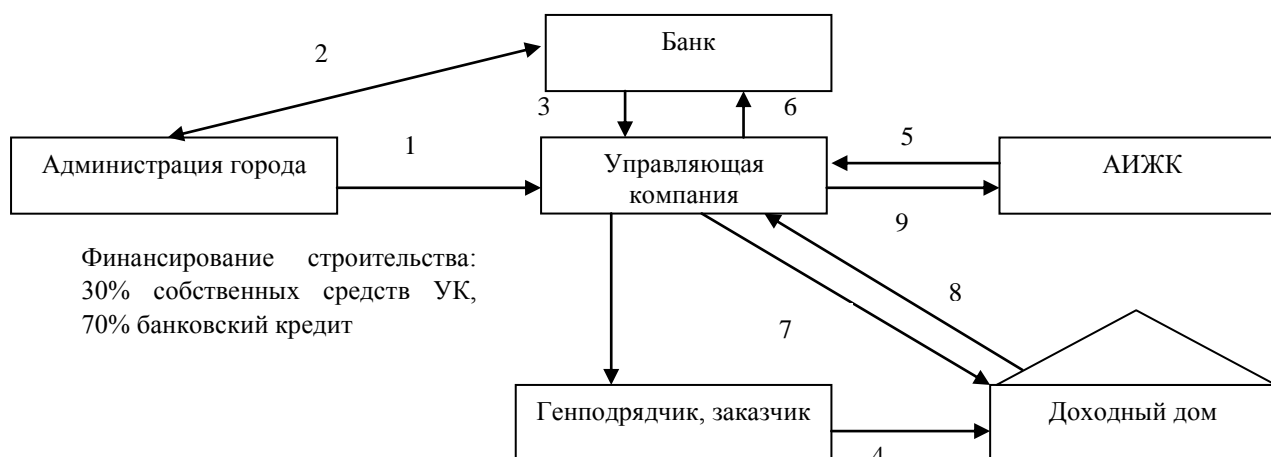 Банк
2
3
6
Администрация города
1
Управляющая
компания
5
АИЖК
9
Финансирование строительства:
30% собственных средств УК,
70% банковский кредит
8
7
Генподрядчик, заказчик
Доходный дом
4